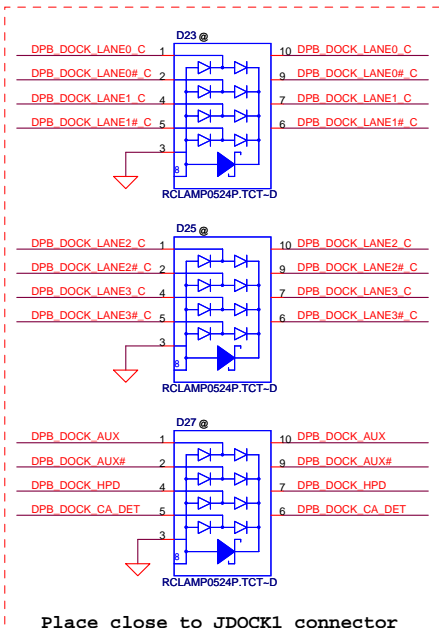 D23 @
DPB_DOCK_LANE0_C 1 10 DPB_DOCK_LANE0_C
DPB_DOCK_LANE0#_C 2 9 DPB_DOCK_LANE0#_C
DPB_DOCK_LANE1_C 4 7 DPB_DOCK_LANE1_C
DPB_DOCK_LANE1#_C 5 6 DPB_DOCK_LANE1#_C
3
8
RCLAMP0524P.TCT~D
D25 @
DPB_DOCK_LANE2_C 1 10 DPB_DOCK_LANE2_C
DPB_DOCK_LANE2#_C 2 9 DPB_DOCK_LANE2#_C
DPB_DOCK_LANE3_C 4 7 DPB_DOCK_LANE3_C
DPB_DOCK_LANE3#_C 5 6 DPB_DOCK_LANE3#_C
3
8
RCLAMP0524P.TCT~D
D27 @
DPB_DOCK_AUX 1 10 DPB_DOCK_AUX
DPB_DOCK_AUX# 2 9 DPB_DOCK_AUX#
DPB_DOCK_HPD 4 7 DPB_DOCK_HPD
DPB_DOCK_CA_DET 5 6 DPB_DOCK_CA_DET
3
8
RCLAMP0524P.TCT~D
Place close to JDOCK1 connector